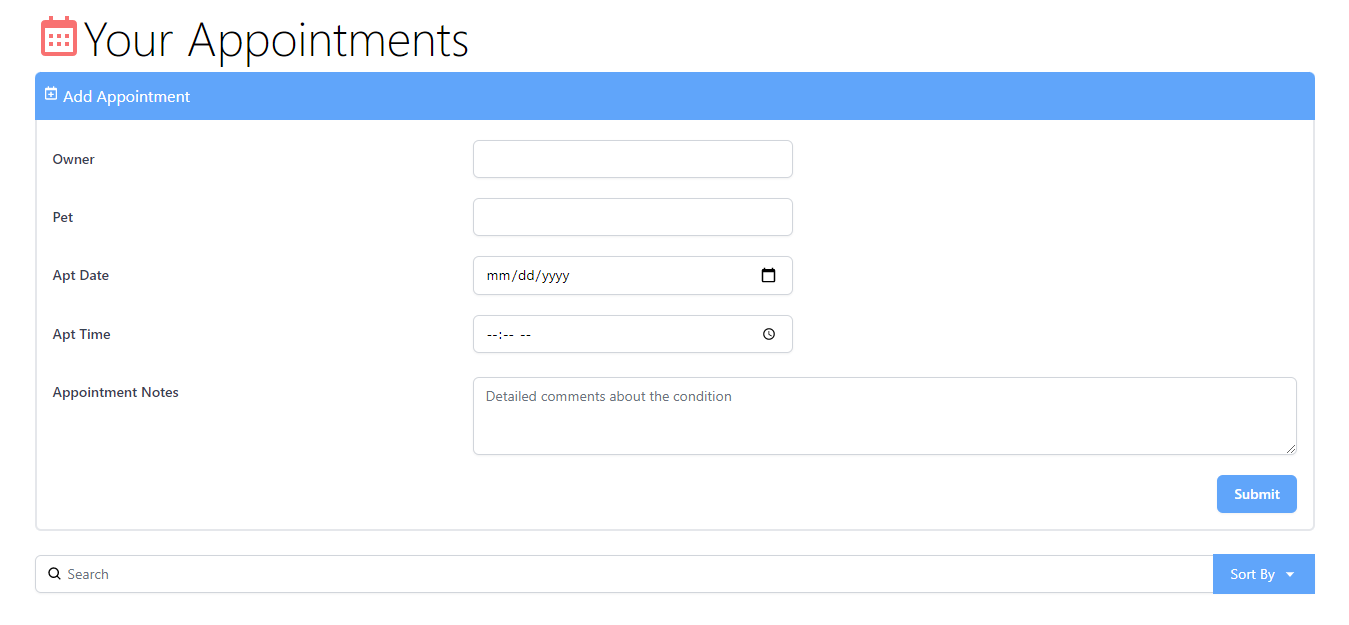 Your Appointments
Add Appointment
Owner
Pet
Apt Date
mm/dd/yyyy
Apt Time
--:-- --
Appointment Notes
Detailed comments about the condition
Submit
Search
Sort By